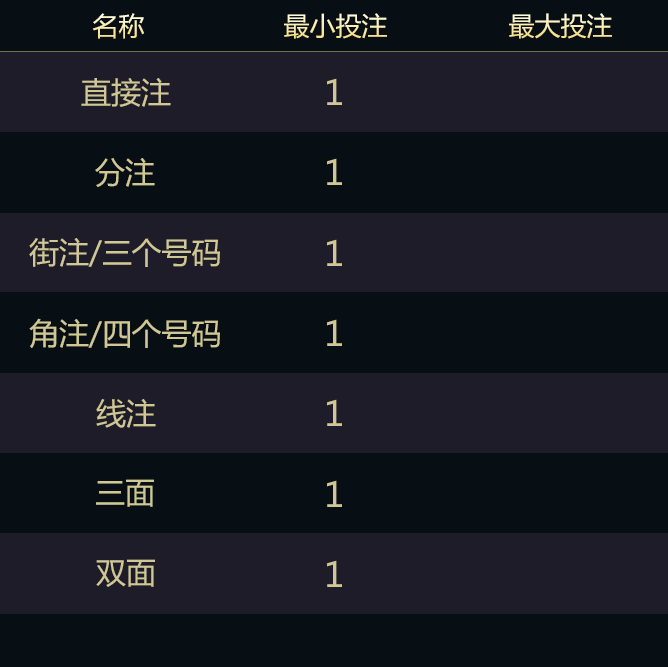 名称 最小投注 最大投注
直接注 1
分注 1
街注/三个号码 1
角注/四个号码 1
线注 1
三面 1
双面 1